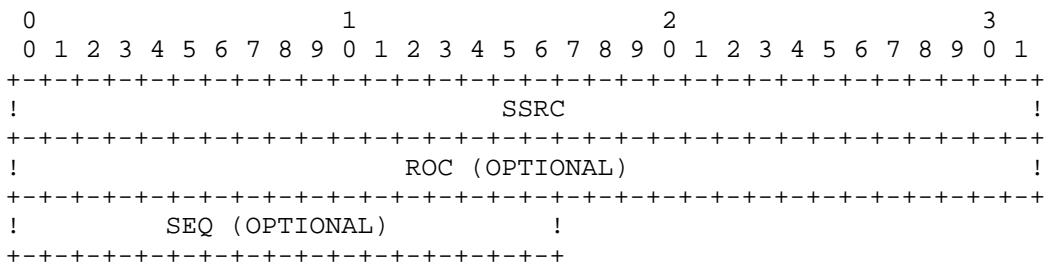 0                   1                   2                   3
 0 1 2 3 4 5 6 7 8 9 0 1 2 3 4 5 6 7 8 9 0 1 2 3 4 5 6 7 8 9 0 1
+-+-+-+-+-+-+-+-+-+-+-+-+-+-+-+-+-+-+-+-+-+-+-+-+-+-+-+-+-+-+-+-+
!                              SSRC                             !
+-+-+-+-+-+-+-+-+-+-+-+-+-+-+-+-+-+-+-+-+-+-+-+-+-+-+-+-+-+-+-+-+
!                        ROC (OPTIONAL)                         !
+-+-+-+-+-+-+-+-+-+-+-+-+-+-+-+-+-+-+-+-+-+-+-+-+-+-+-+-+-+-+-+-+
!         SEQ (OPTIONAL)          !
+-+-+-+-+-+-+-+-+-+-+-+-+-+-+-+-+-+